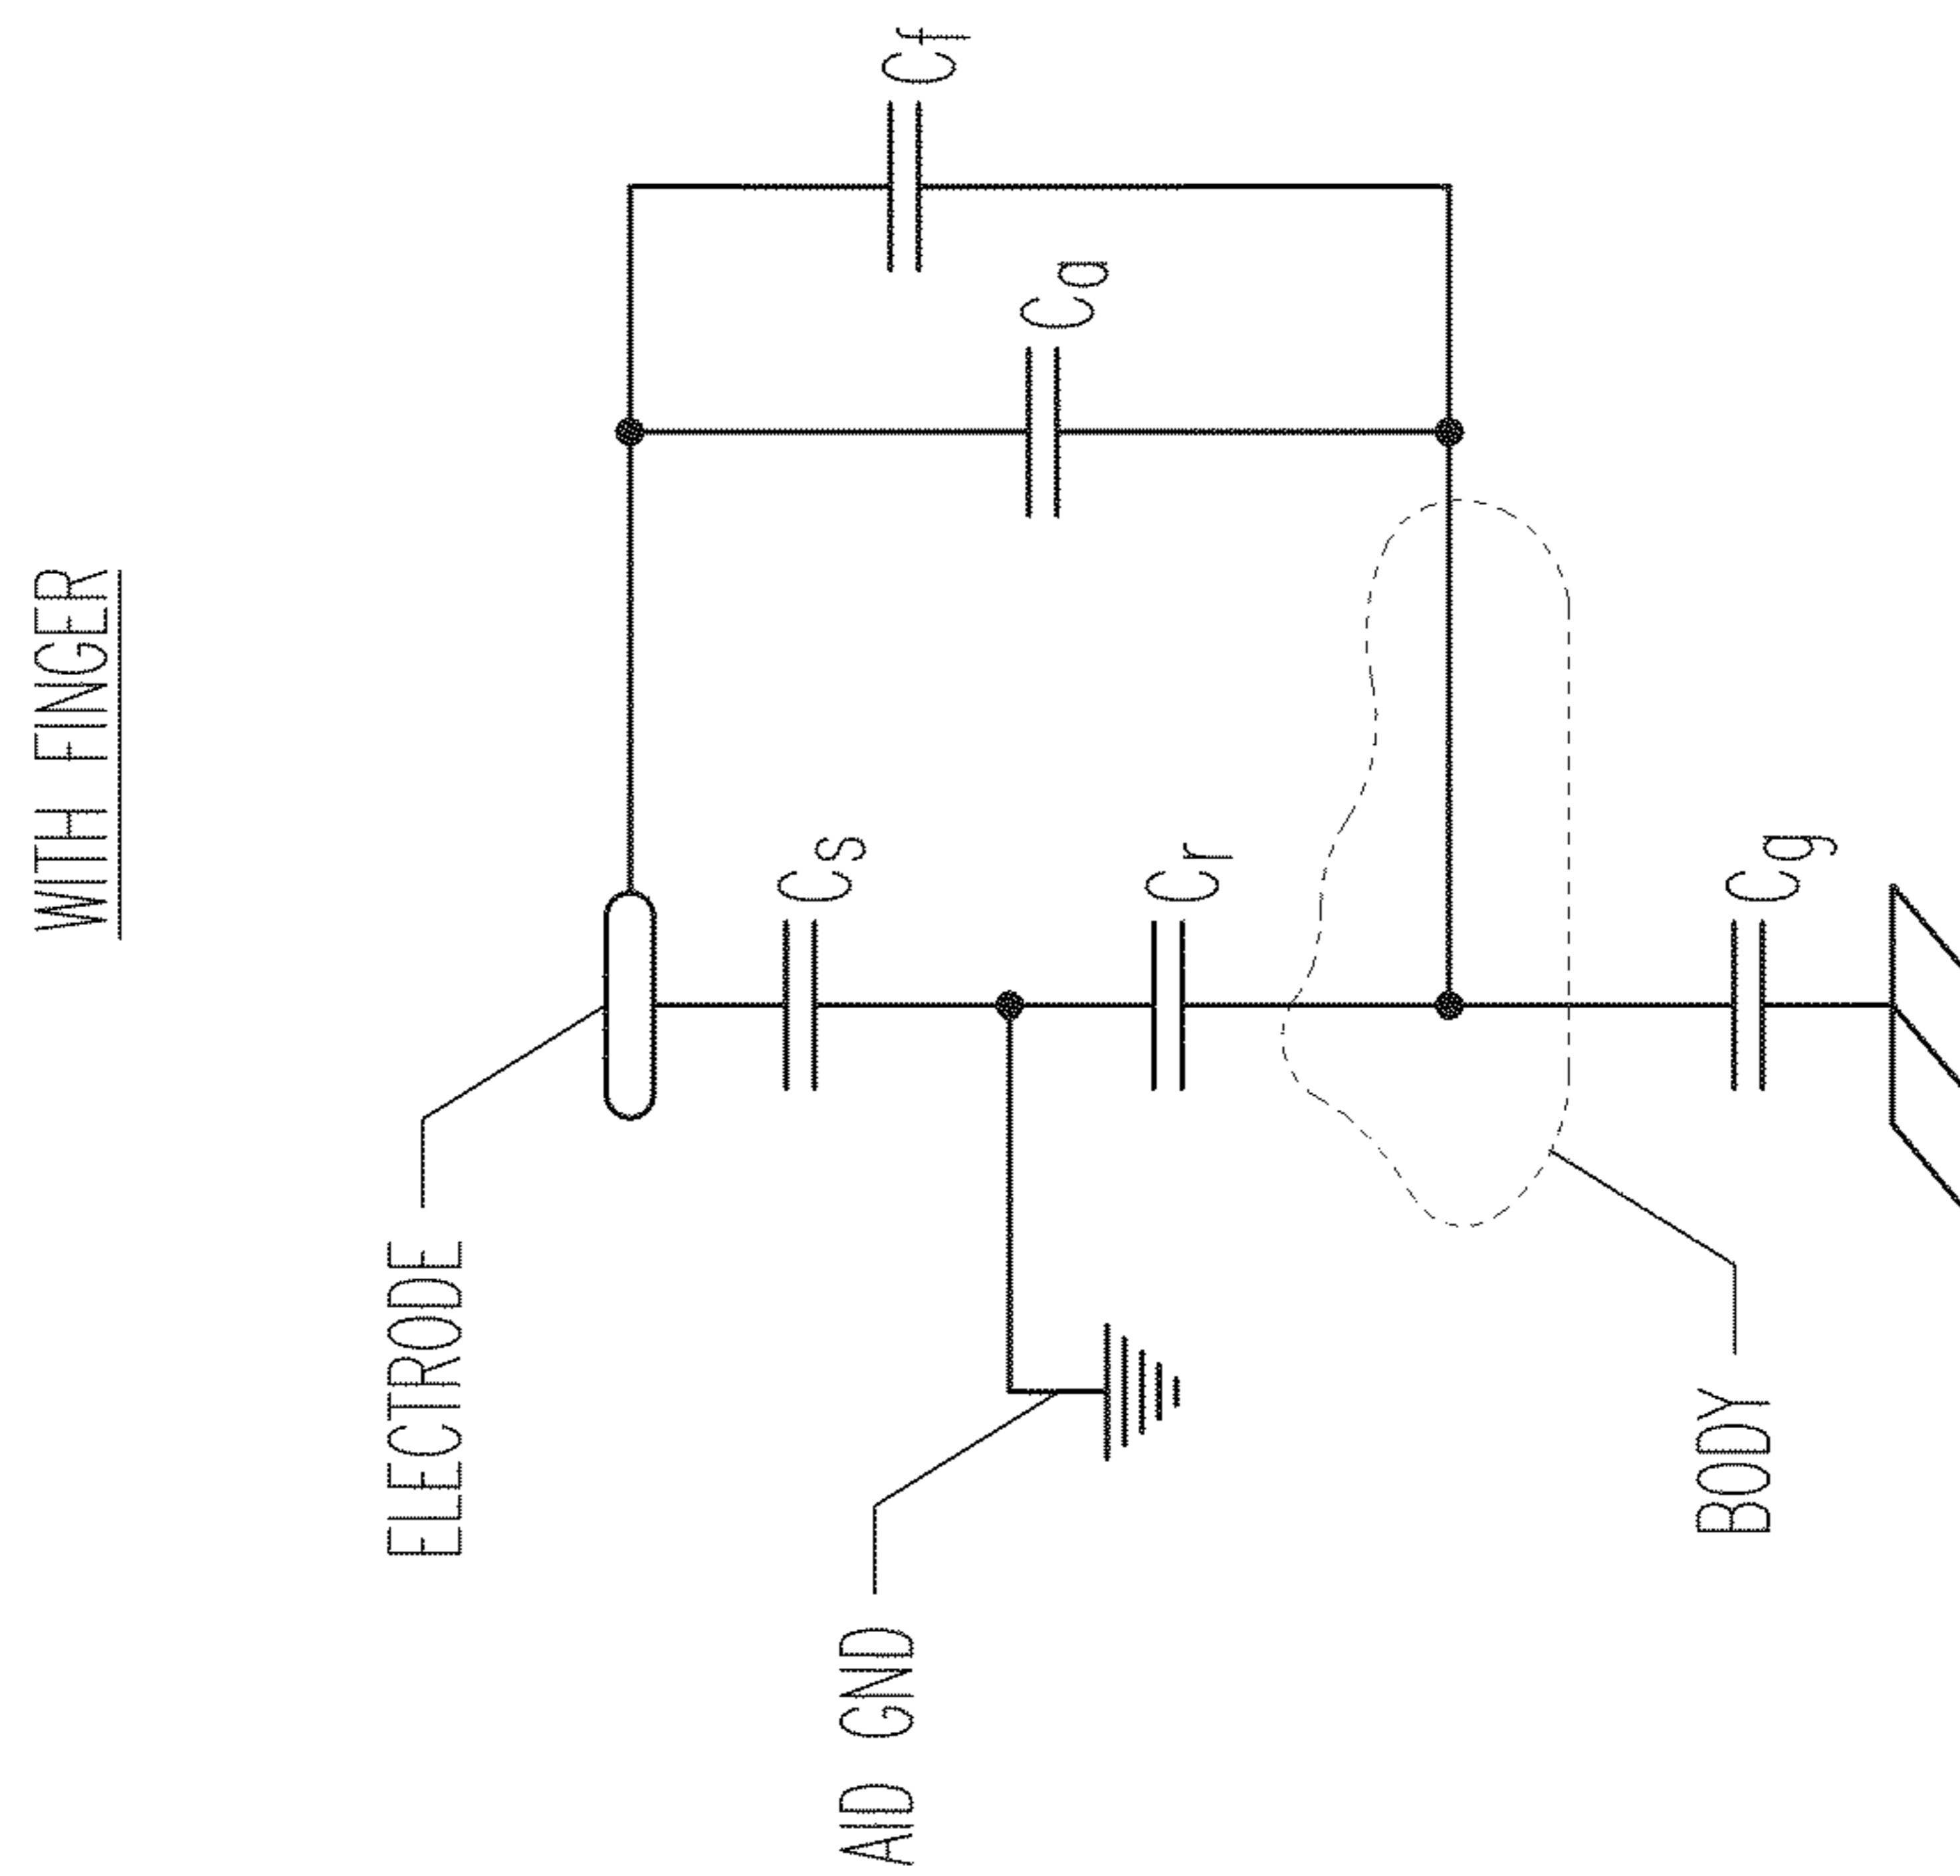 WITH FINGER
ELECTRODE
Cs
AID GND
Cf
Ca
Cr
BODY
Cg